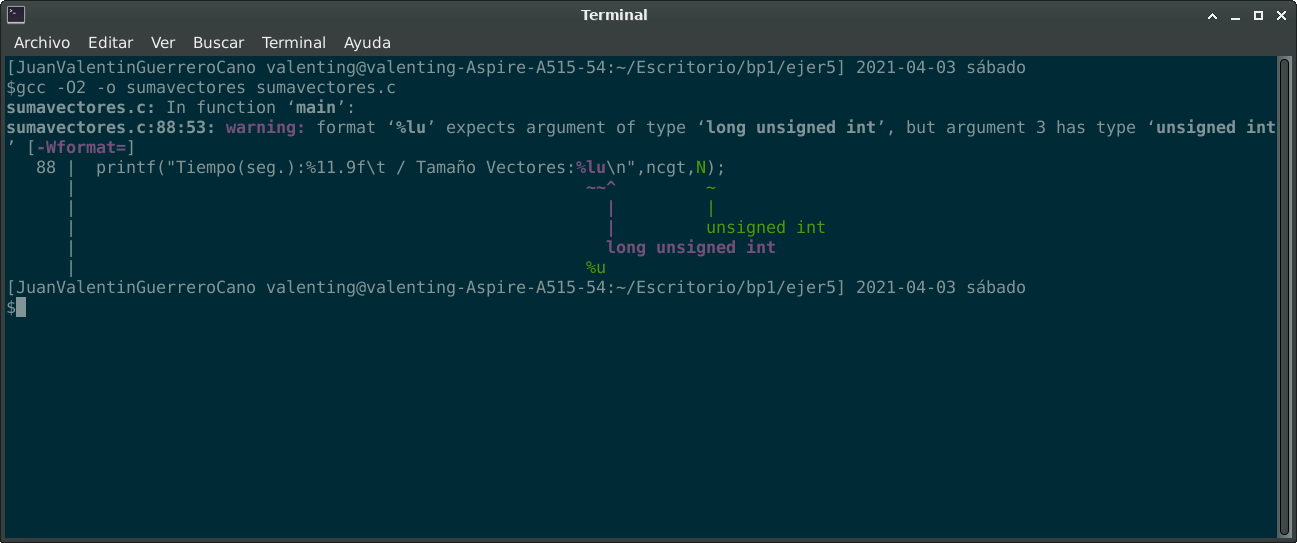 Terminal
Archivo Editar Ver Buscar Terminal Ayuda
[JuanValentinGuerreroCano valenting@valenting-Aspire-A515-54:~/Escritorio/bp1/ejer5] 2021-04-03 sábado
$gcc -O2 -o sumavectores sumavectores.c
sumavectores.c: In function ‘main’:
sumavectores.c:88:53: warning: format ‘%lu’ expects argument of type ‘long unsigned int’, but argument 3 has type ‘unsigned int
’ [-Wformat=]
   88 |  printf("Tiempo(seg.):%11.9f\t / Tamaño Vectores:%lu\n",ncgt,N);
      |                                                   ~~^         ~
      |                                                     |         |
      |                                                     |         unsigned int
      |                                                     long unsigned int
      |                                                   %u
[JuanValentinGuerreroCano valenting@valenting-Aspire-A515-54:~/Escritorio/bp1/ejer5] 2021-04-03 sábado
$